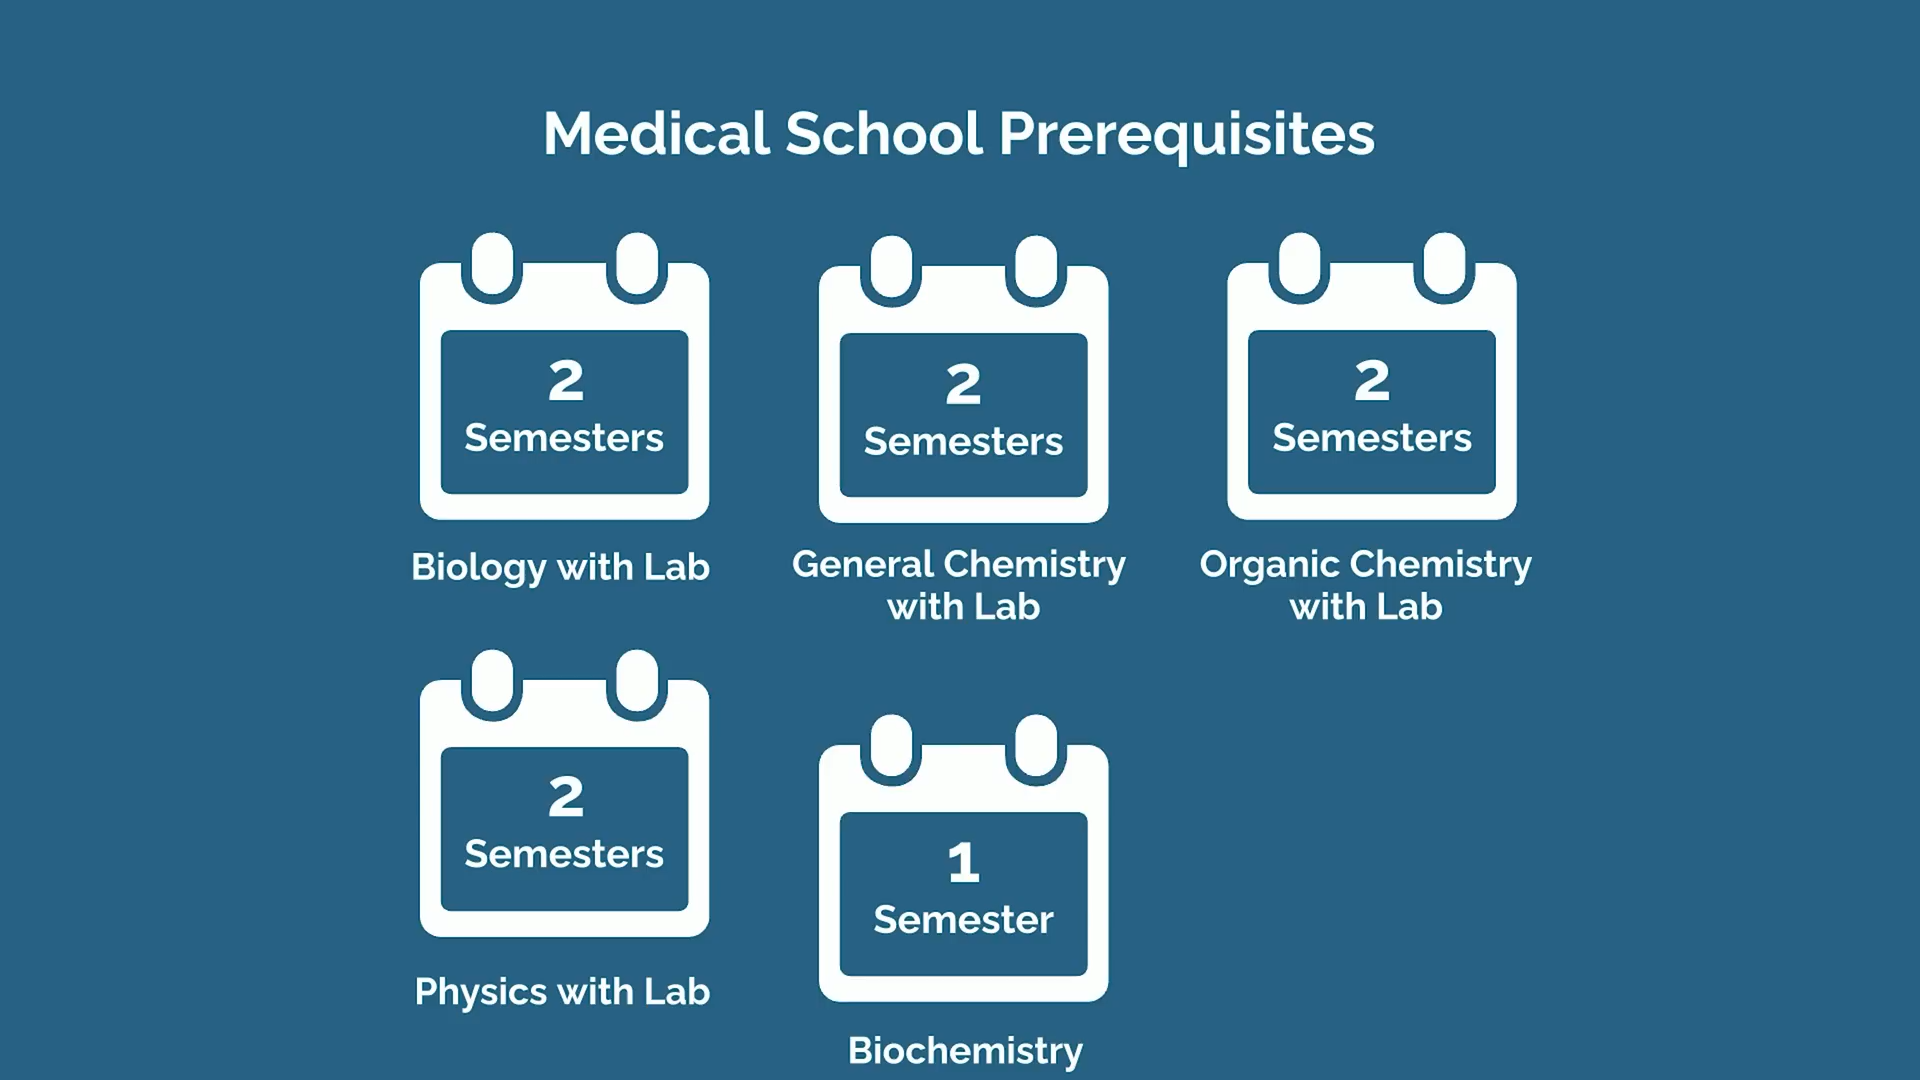 Medical School Prerequisites
2
Semesters
Biology with Lab
2
Semesters
General Chemistry
with Lab
2
Semesters
Organic Chemistry
with Lab
2
Semesters
Physics with Lab
1
Semester
Biochemistry